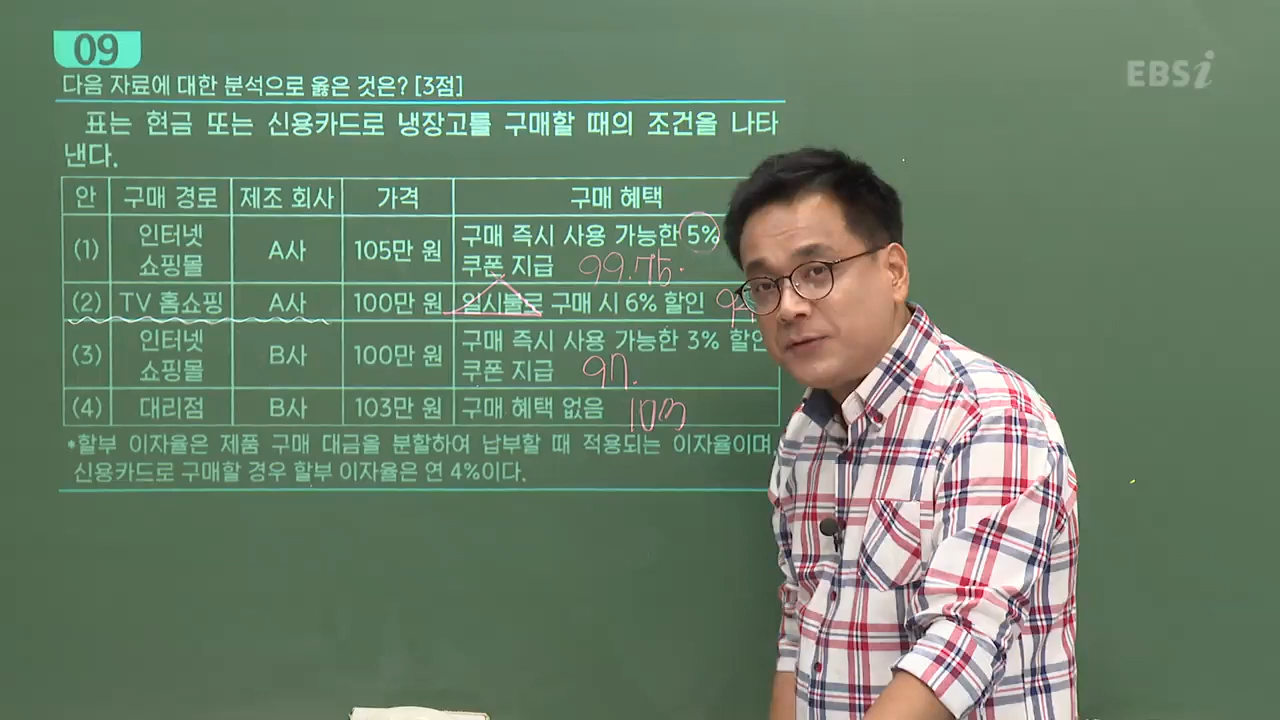 09
EBSi
다음 자료에 대한 분석으로 옳은 것은? [3점]
표는 현금 또는 신용카드로 냉장고를 구매할 때의 조건을 나타
낸다.
안 구매 경로 제조 회사 가격 구매 혜택
(1) 인터넷 쇼핑몰 A사 105만 원 구매 즉시 사용 가능한 5%
쿠폰 지급 99.75.
(2) TV 홈쇼핑 A사 100만 원 일시불로 구매 시 6% 할인
(3) 인터넷 쇼핑몰 B사 100만 원 구매 즉시 사용 가능한 3% 할인
쿠폰 지급 97.
(4) 대리점 B사 103만 원 구매 혜택 없음 103
*할부 이자율은 제품 구매 대금을 분할하여 납부할 때 적용되는 이자율이며,
신용카드로 구매할 경우 할부 이자율은 연 4%이다.